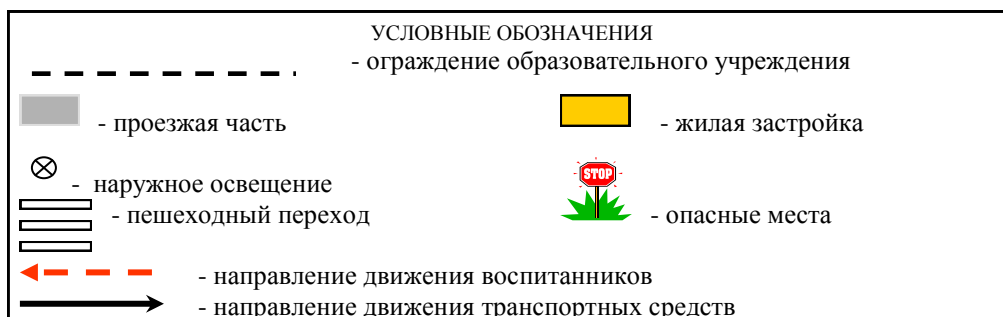 УСЛОВНЫЕ ОБОЗНАЧЕНИЯ
- ограждение образовательного учреждения
- проезжая часть
- жилая застройка
- наружное освещение
STOP
- пешеходный переход
- опасные места
- направление движения воспитанников
- направление движения транспортных средств